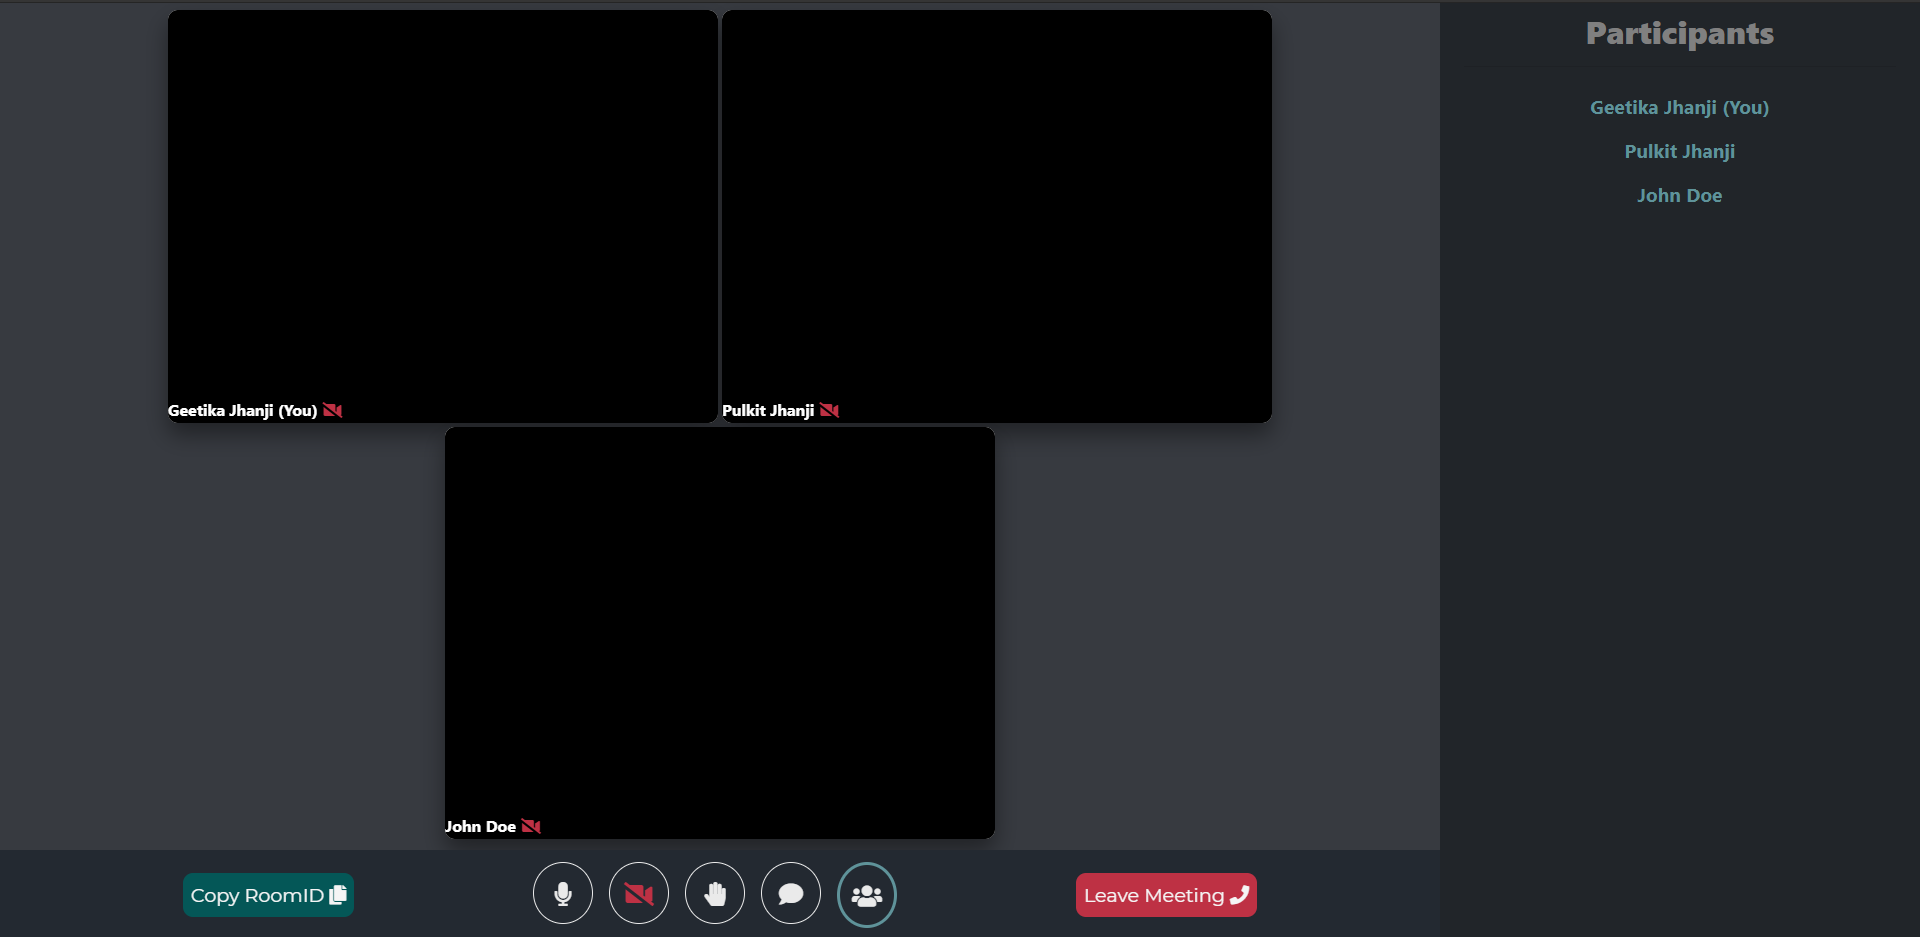 Participants
Geetika Jhanji (You)
Pulkit Jhanji
John Doe
Geetika Jhanji (You)
Pulkit Jhanji
John Doe
Copy RoomID
Leave Meeting